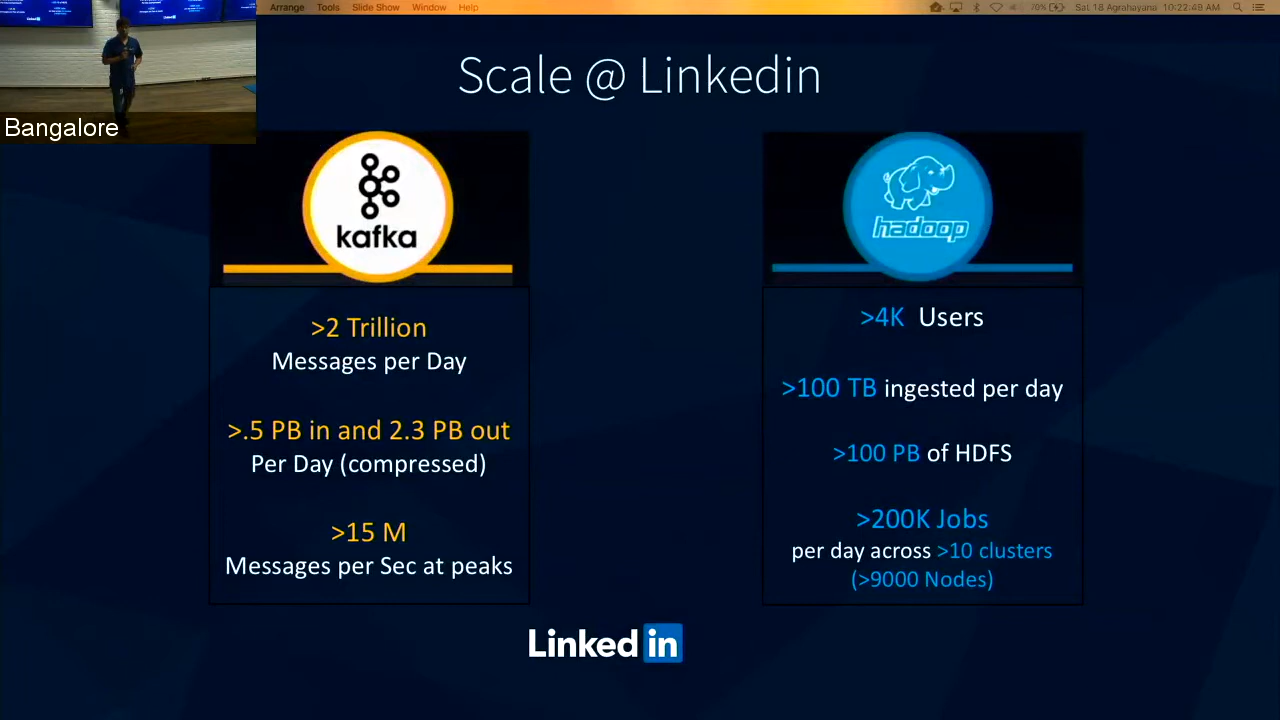 Arrange Tools Slide Show Window Help 78% Sat 18 Agrahayana 10:22:49 AM
Linked
Bangalore
Scale @ Linkedin
kafka
>2 Trillion
Messages per Day
>.5 PB in and 2.3 PB out
Per Day (compressed)
>15 M
Messages per Sec at peaks
hadoop
>4K Users
>100 TB ingested per day
>100 PB of HDFS
>200K Jobs
per day across >10 clusters
(>9000 Nodes)
Linked in